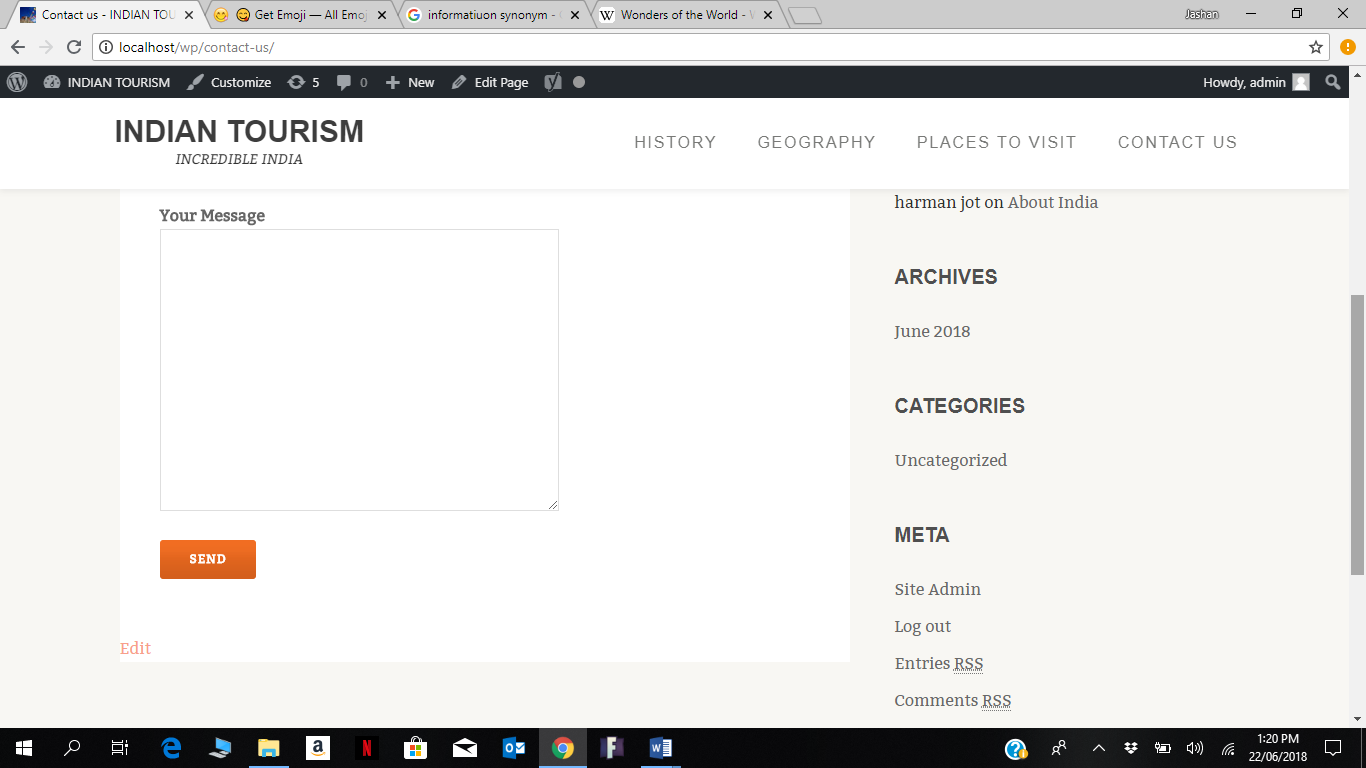 Contact us - INDIAN TOU
Get Emoji — All Emoj
informatiuon synonym -
Wonders of the World -
Jashan
localhost/wp/contact-us/
INDIAN TOURISM
Customize
5
0
New
Edit Page
Howdy, admin
INDIAN TOURISM
INCREDIBLE INDIA
HISTORY
GEOGRAPHY
PLACES TO VISIT
CONTACT US
Your Message
SEND
Edit
harman jot on About India
ARCHIVES
June 2018
CATEGORIES
Uncategorized
META
Site Admin
Log out
Entries RSS
Comments RSS
1:20 PM
22/06/2018